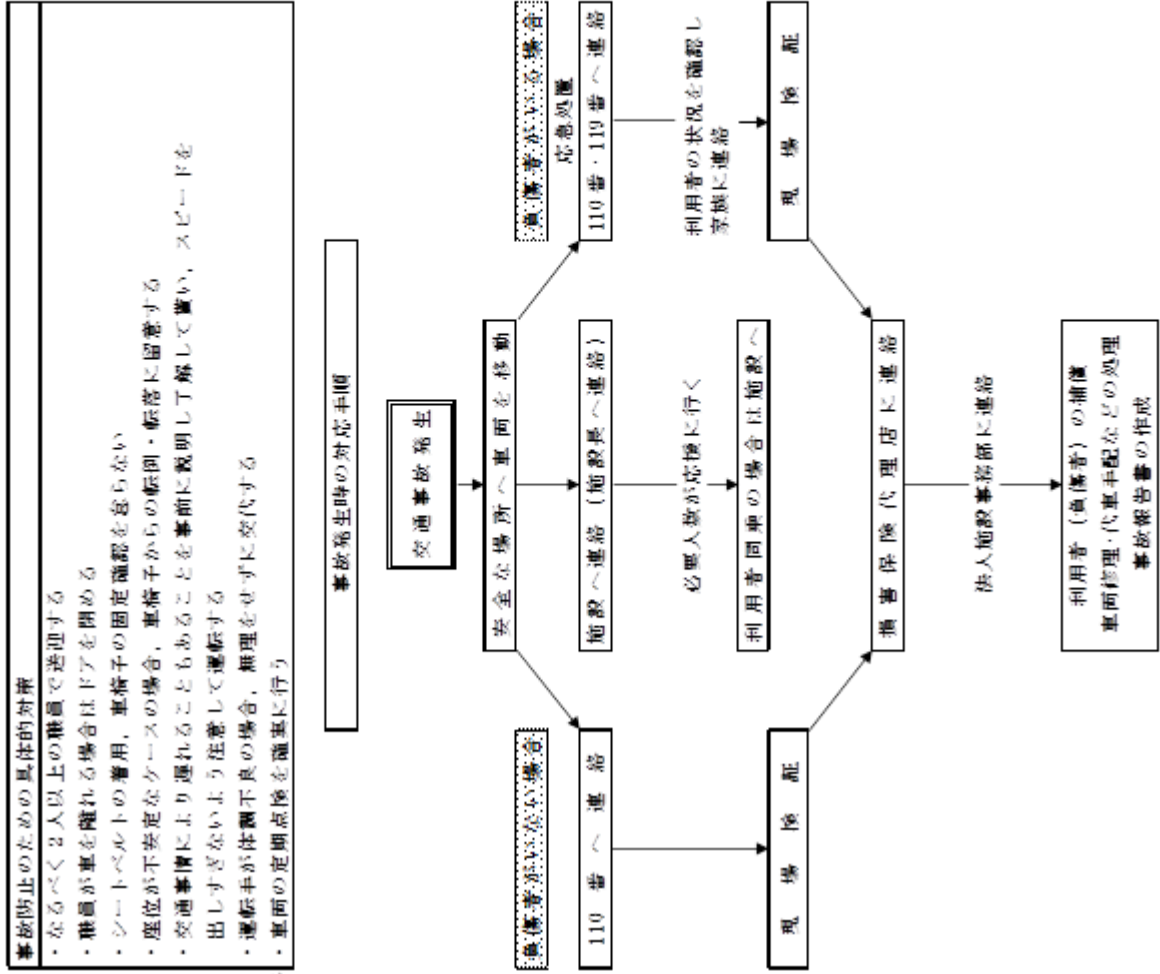 事故防止のための具体的対策
・なるべく2人以上の職員で送迎する
職員が車を離れる場合はドアを閉める
・シートベルトの着用，車椅子の固定確認を怠らない
・座位が不安定なケースの場合，車椅子からの転倒・転落に留意する
・交通事情により遅れることもあることを事前に説明して了解して貰い，スピードを
出しすぎないよう注意して運転する
・運転手が体調不良の場合，無理をせずに交代する
・車両の定期点検を確実に行う
事故発生時の対応手順
交通事故発生
安全な場所へ車両を移動
負傷者がいない場合
110番へ連絡
現場検証
施設へ連絡（施設長へ連絡）
必要人数が応援に行く
利用者同乗の場合は施設へ
負傷者がいる場合
応急処置
110番・119番へ連絡
利用者の状況を確認し
家族に連絡
現場検証
損害保険代理店に連絡
法人施設事務部に連絡
利用者（負傷者）の補償
車両修理・代車手配などの処理
事故報告書の作成